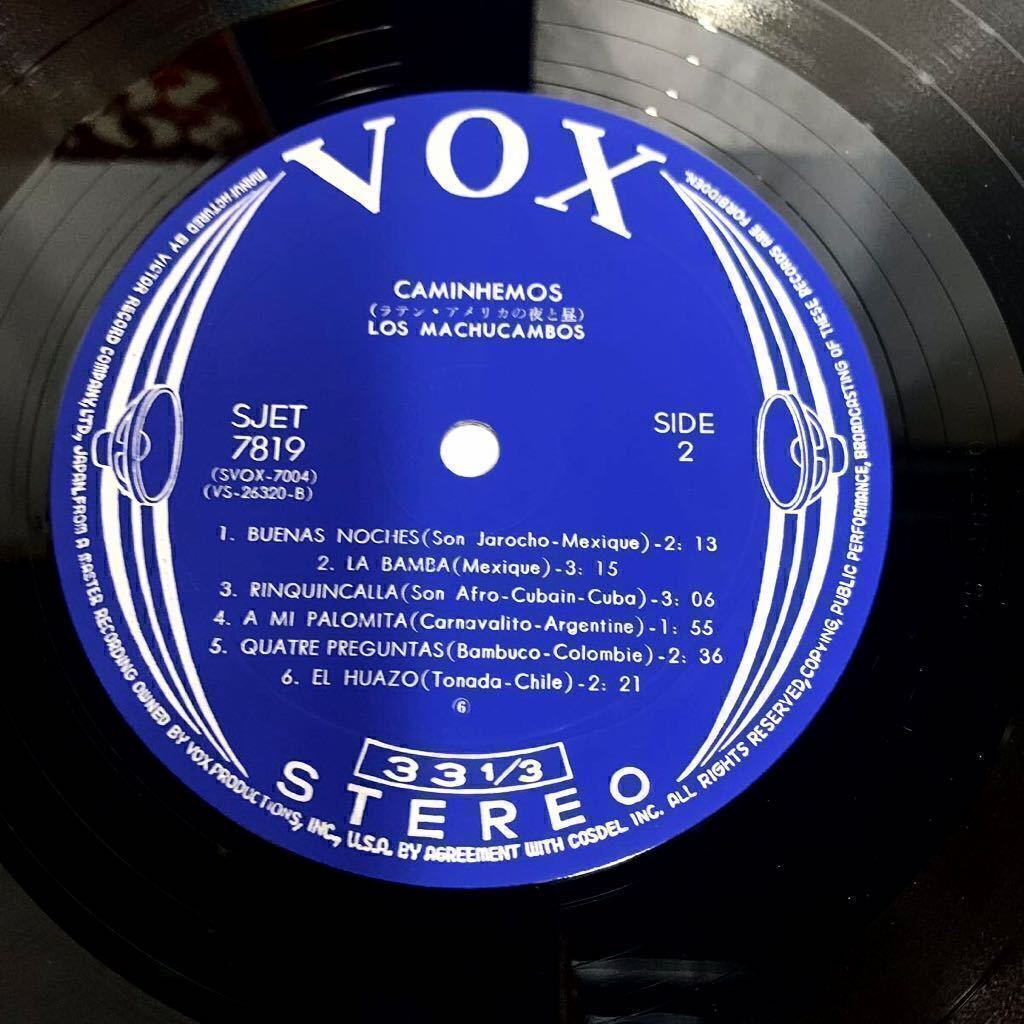 VOX
CAMINHEMOS
(ラテン・アメリカの夜と昼)
LOS MACHUCAMBOS
SJET
7819
(SVOX-7004)
(VS-26320-B)
SIDE
2
1. BUENAS NOCHES(Son Jarocho-Mexique)-2: 13
2. LA BAMBA(Mexique)-3: 15
3. RINQUINCALLA(Son Afro-Cubain-Cuba)-3: 06
4. A MI PALOMITA(Carnavalito-Argentine)-1: 55
5. QUATRE PREGUNTAS(Bambuco-Colombie)-2: 36
6. EL HUAZO(Tonada-Chile)-2: 21
⑥
33 1/3
STEREO
MANUFACTURED BY VICTOR RECORD COMPANY, LTD., JAPAN. FROM A MASTER RECORDING OWNED BY VOX PRODUCTIONS, INC., U.S.A. BY AGREEMENT WITH COSDEL INC. ALL RIGHTS RESERVED, COPYING, PUBLIC PERFORMANCE, BROADCASTING OF THESE RECORDS ARE FORBIDDEN.